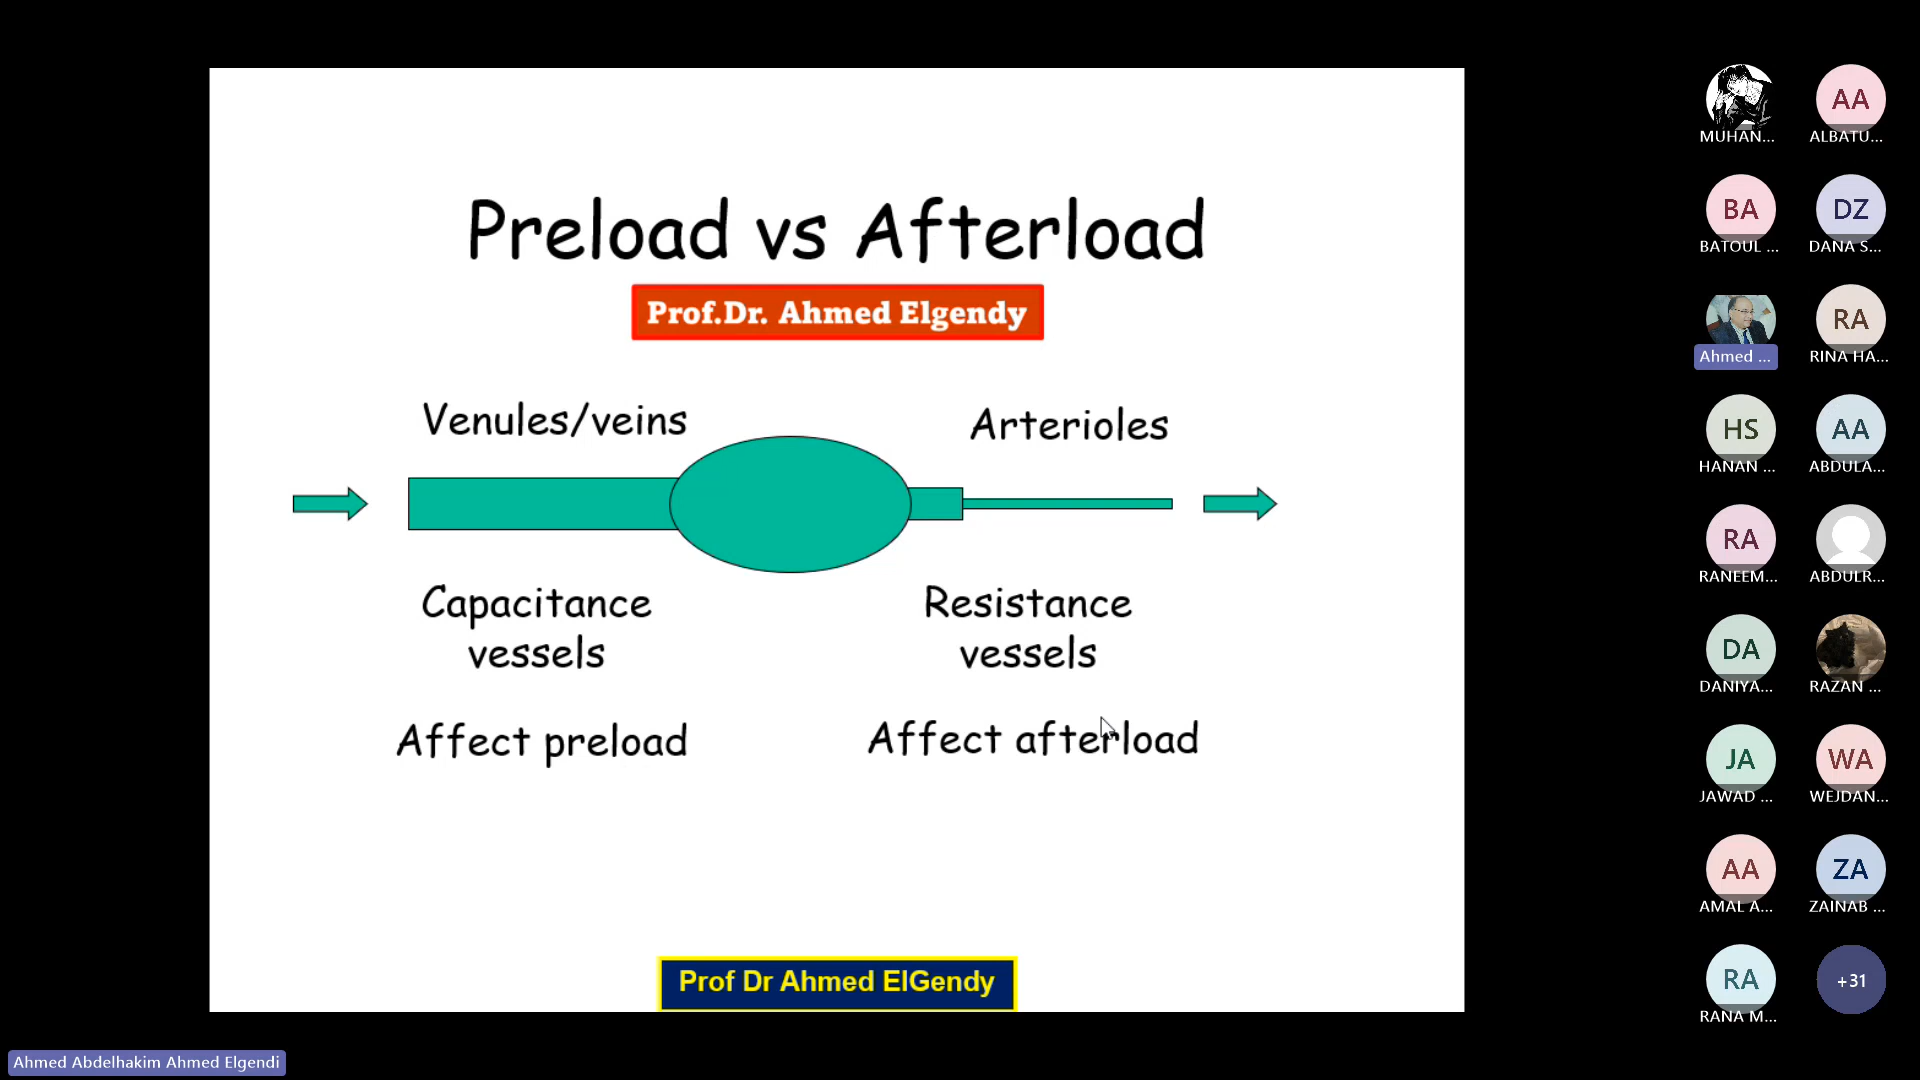 Preload vs Afterload
Prof.Dr. Ahmed Elgendy
Venules/veins
Arterioles
Capacitance
vessels
Resistance
vessels
Affect preload
Affect afterload
Prof Dr Ahmed ElGendy
Ahmed Abdelhakim Ahmed Elgendi
MUHAN...
AA
ALBATU...
BA
BATOUL ...
DZ
DANA S...
Ahmed ...
RA
RINA HA...
HS
HANAN ...
AA
ABDULA...
RA
RANEEM...
ABDULR...
DA
DANIYA...
RAZAN ...
JA
JAWAD ...
WA
WEJDAN...
AA
AMAL A...
ZA
ZAINAB ...
RA
RANA M...
+31